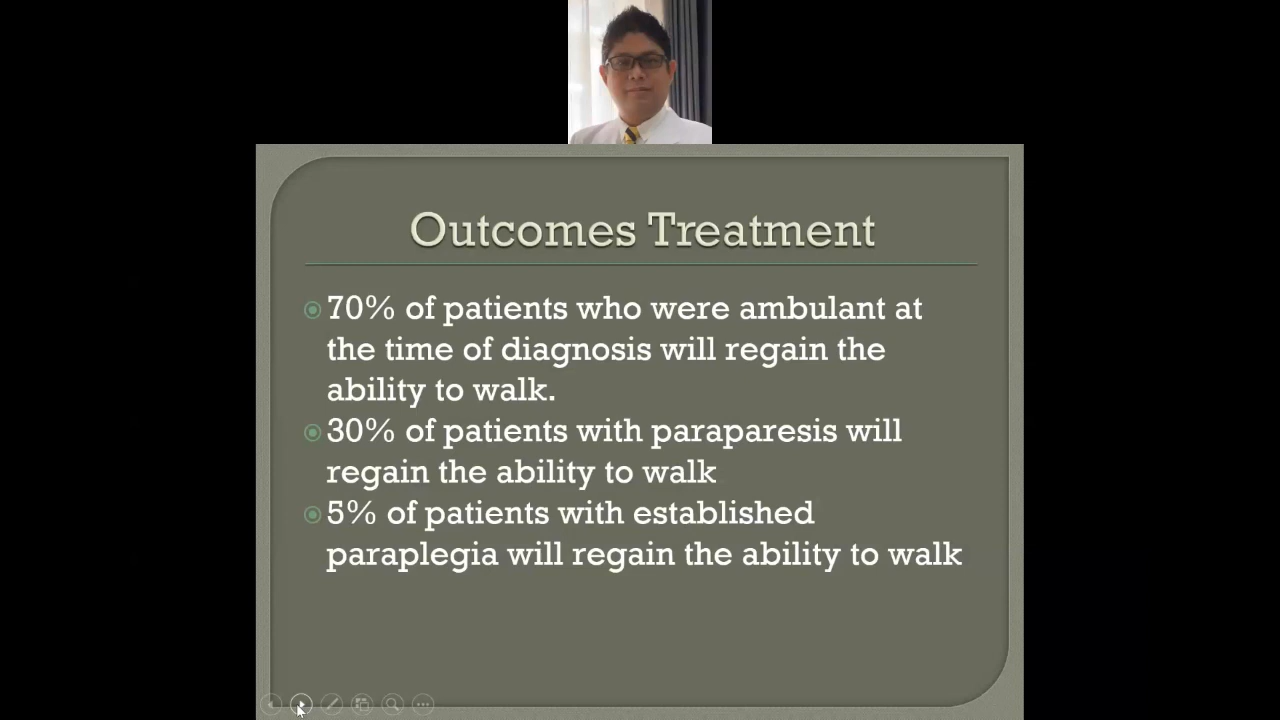 Outcomes Treatment
70% of patients who were ambulant at
the time of diagnosis will regain the
ability to walk.
30% of patients with paraparesis will
regain the ability to walk
5% of patients with established
paraplegia will regain the ability to walk